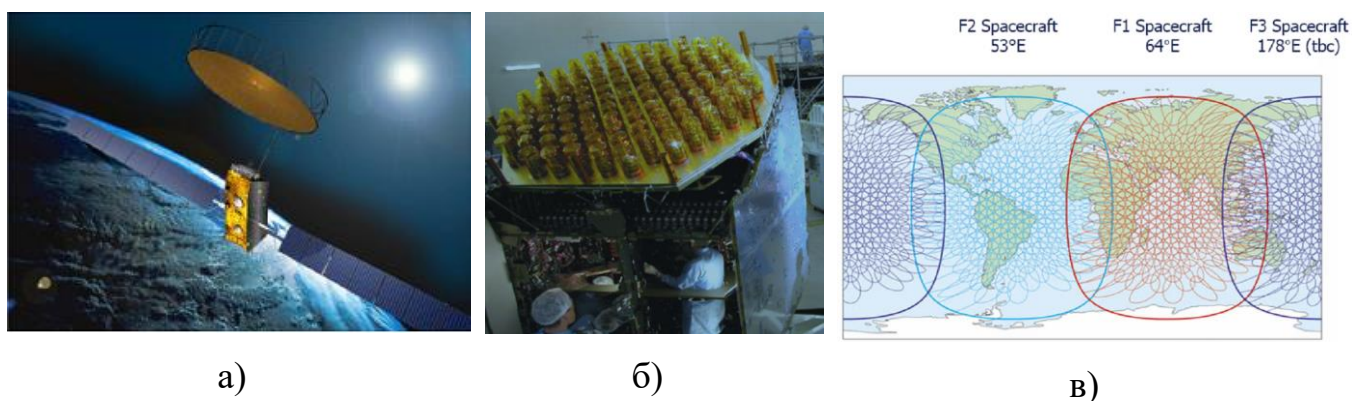 F2 Spacecraft
53°E
F1 Spacecraft
64°E
F3 Spacecraft
178°E (tbc)
а)
б)
в)